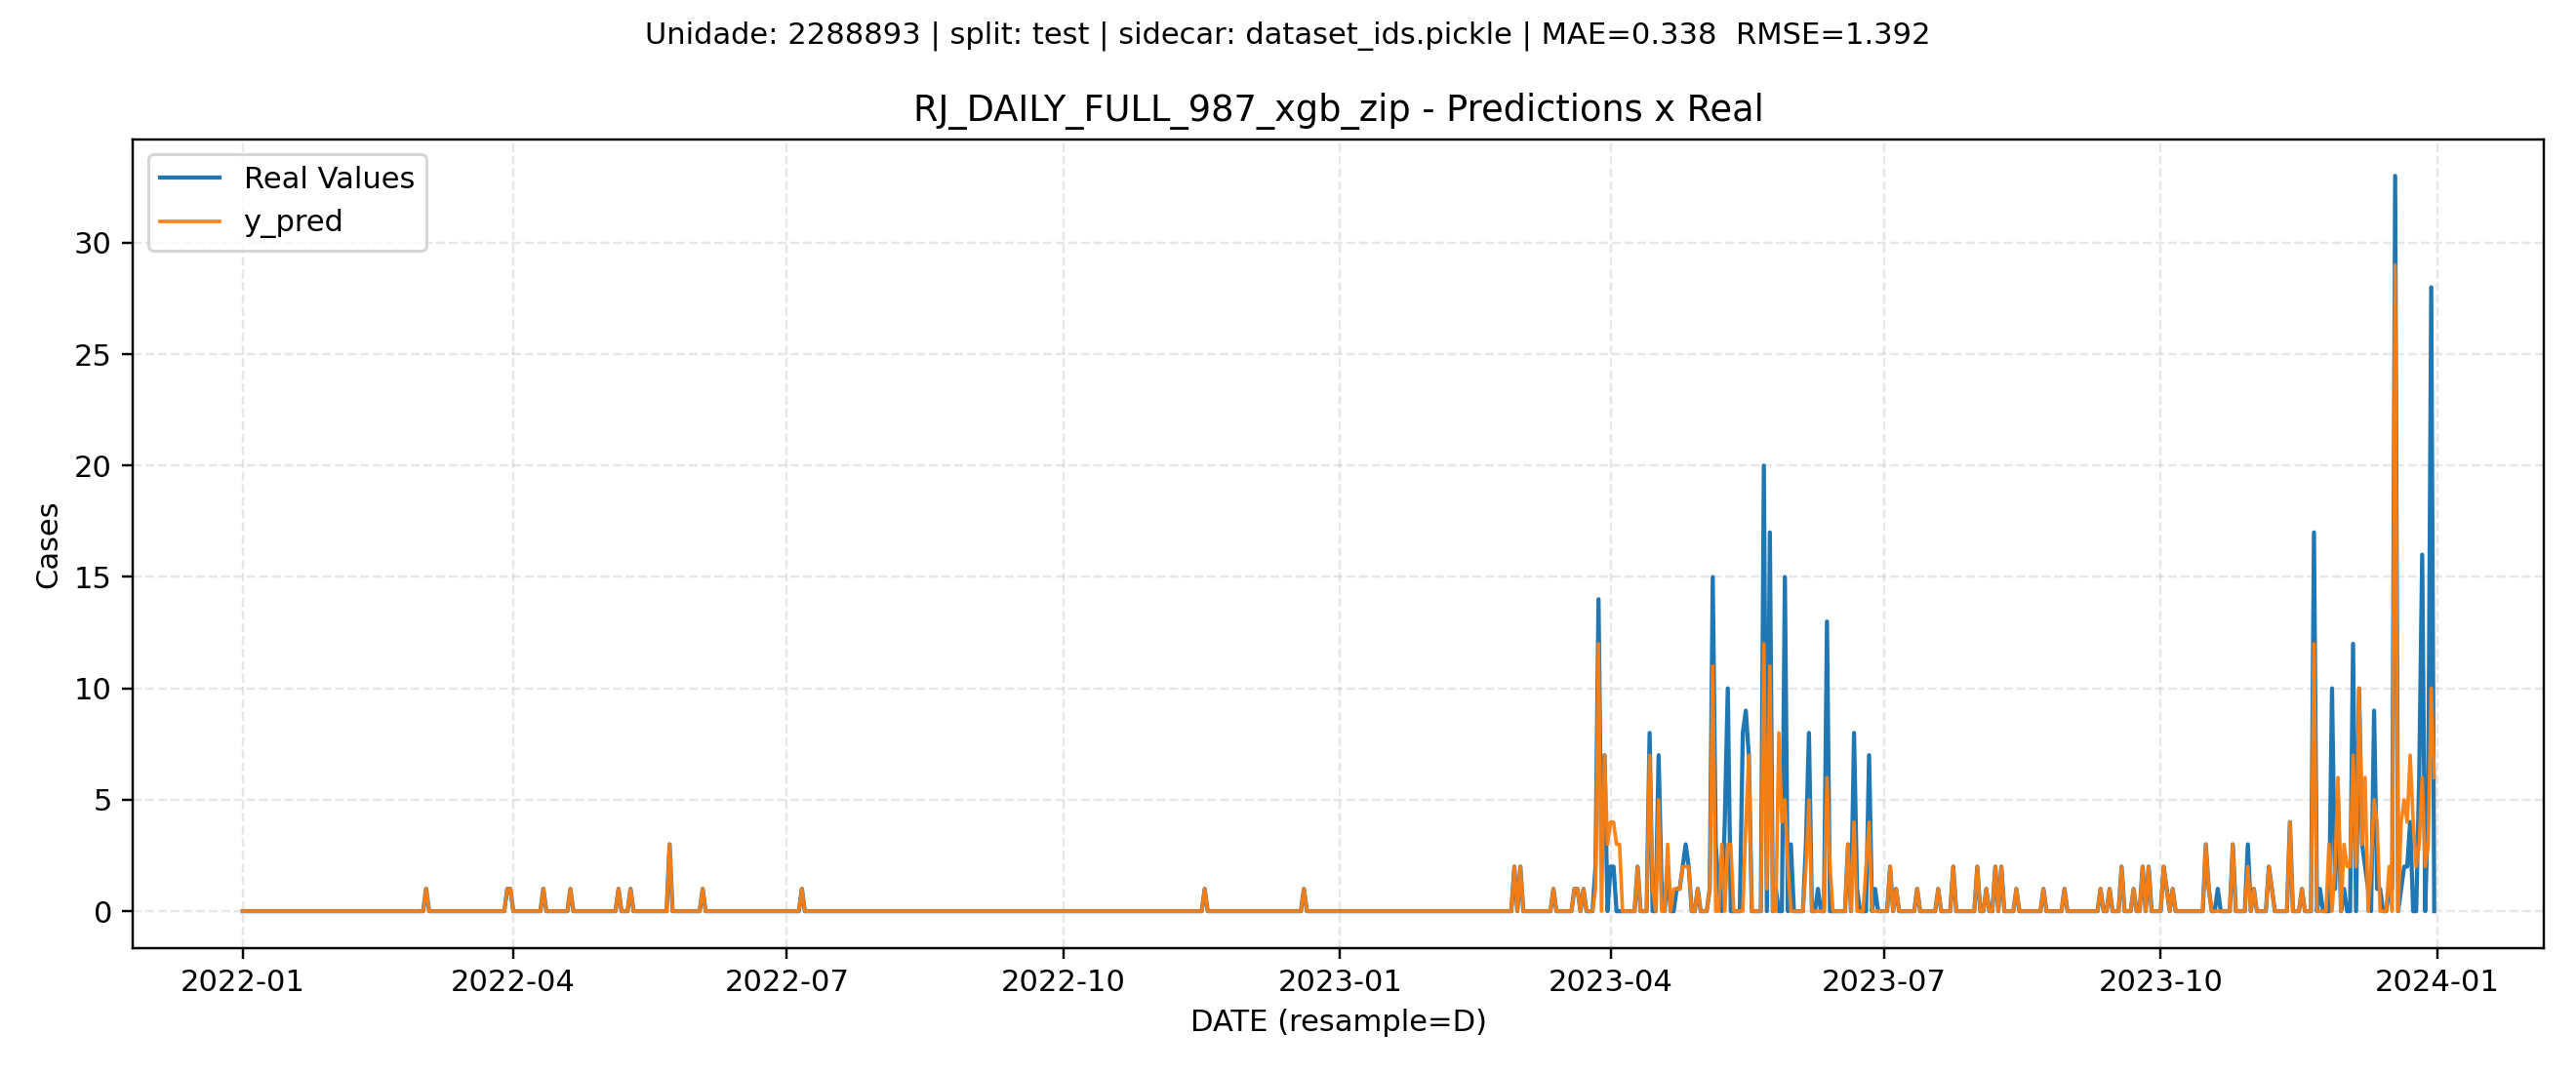 Unidade: 2288893 | split: test | sidecar: dataset_ids.pickle | MAE=0.338  RMSE=1.392
RJ_DAILY_FULL_987_xgb_zip - Predictions x Real
Real Values
y_pred
30
25
20
15
10
5
0
Cases
2022-01 2022-04 2022-07 2022-10 2023-01 2023-04 2023-07 2023-10 2024-01
DATE (resample=D)